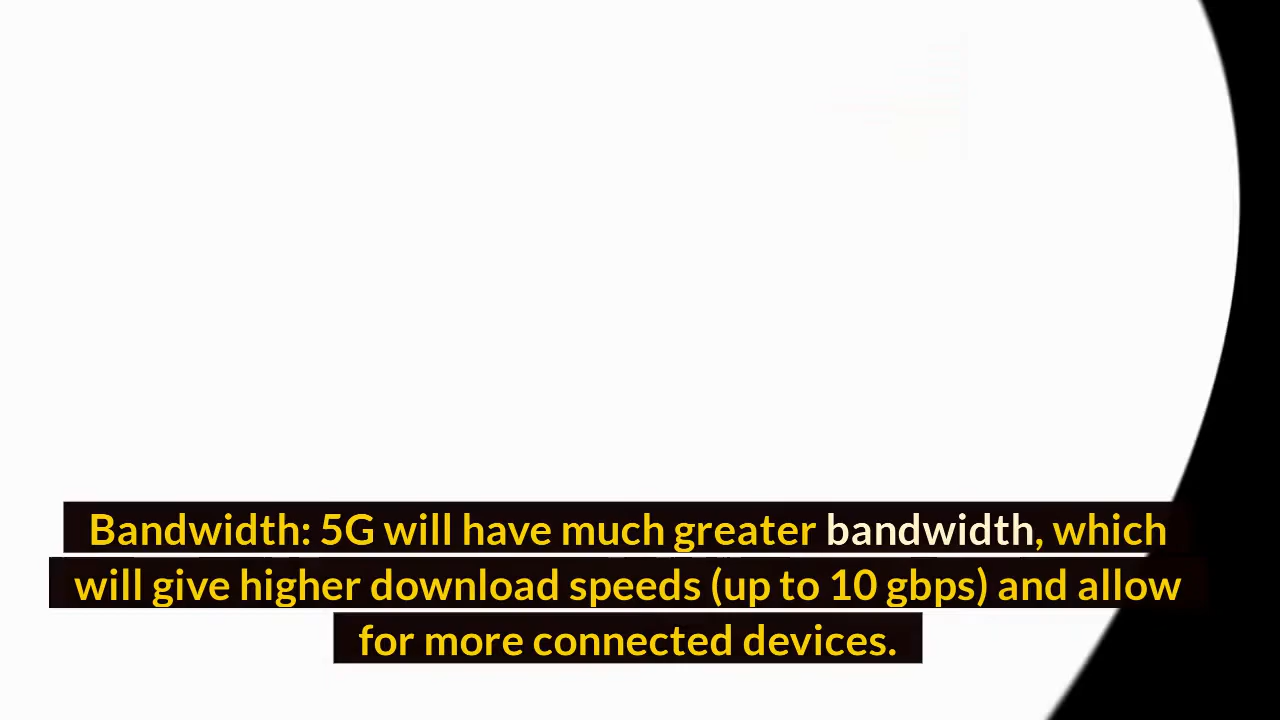 Bandwidth: 5G will have much greater bandwidth, which
will give higher download speeds (up to 10 gbps) and allow
for more connected devices.